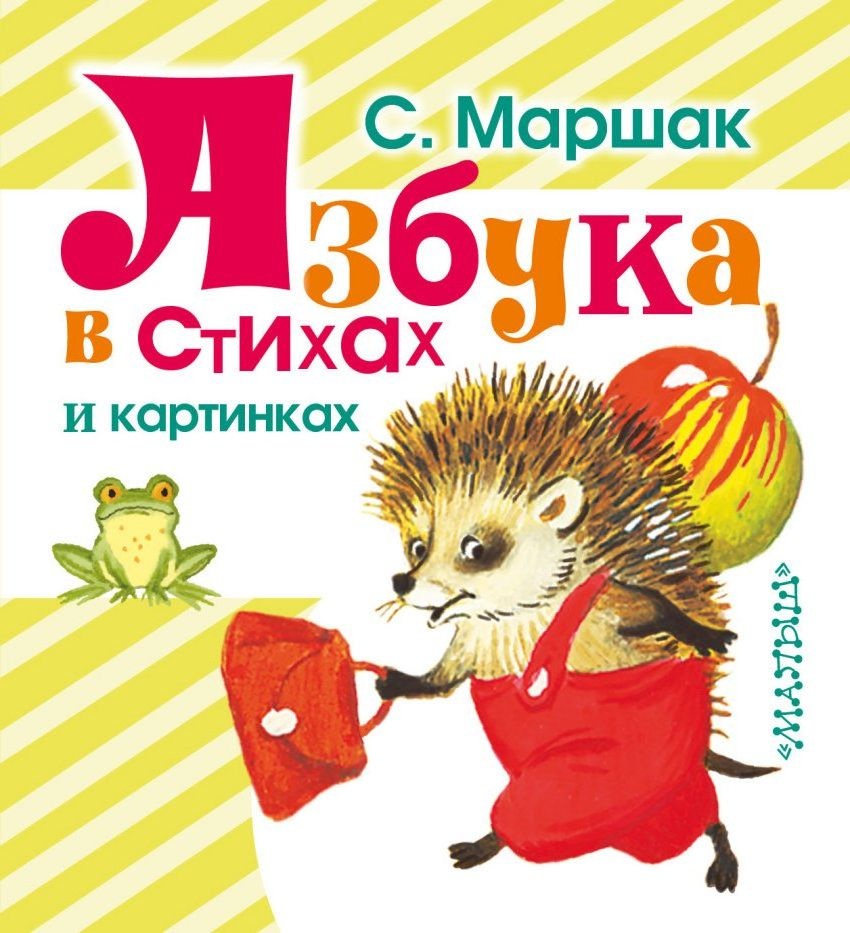 С. Маршак
Азбука
в стихах
и картинках
«МАЛЫШ»